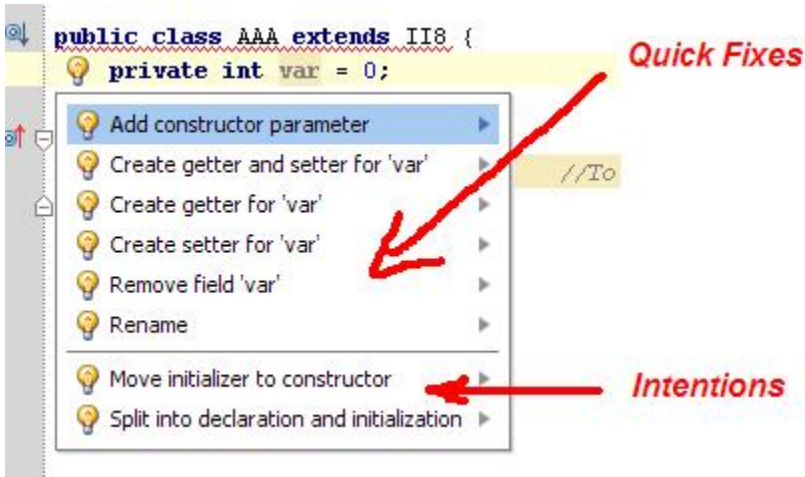 public class AAA extends II8 {
Quick Fixes
private int var = 0;
Add constructor parameter
Create getter and setter for 'var'
//To
Create getter for 'var'
Create setter for 'var'
Remove field 'var'
Rename
Move initializer to constructor
Intentions
Split into declaration and initialization